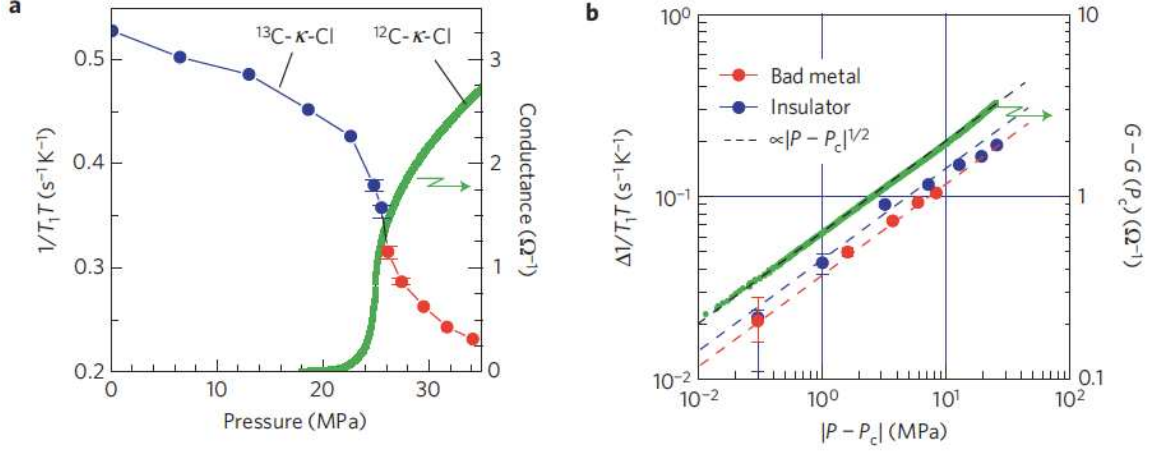 a
¹³C-κ-Cl
¹²C-κ-Cl
0.5
0.4
0.3
0.2
1/T₁T (s⁻¹ K⁻¹)
3
2
1
0
Conductance (Ω⁻¹)
0
10
20
30
Pressure (MPa)
b
10⁰
10⁻¹
10⁻²
Δ1/T₁T (s⁻¹ K⁻¹)
Bad metal
Insulator
∝|P − Pc|¹/²
10
1
0.1
G − G (Pc) (Ω⁻¹)
10⁻²
10⁰
10¹
10²
|P − Pc| (MPa)